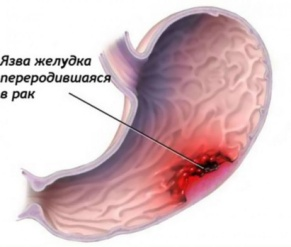 Язва желудка
переродившаяся
в рак